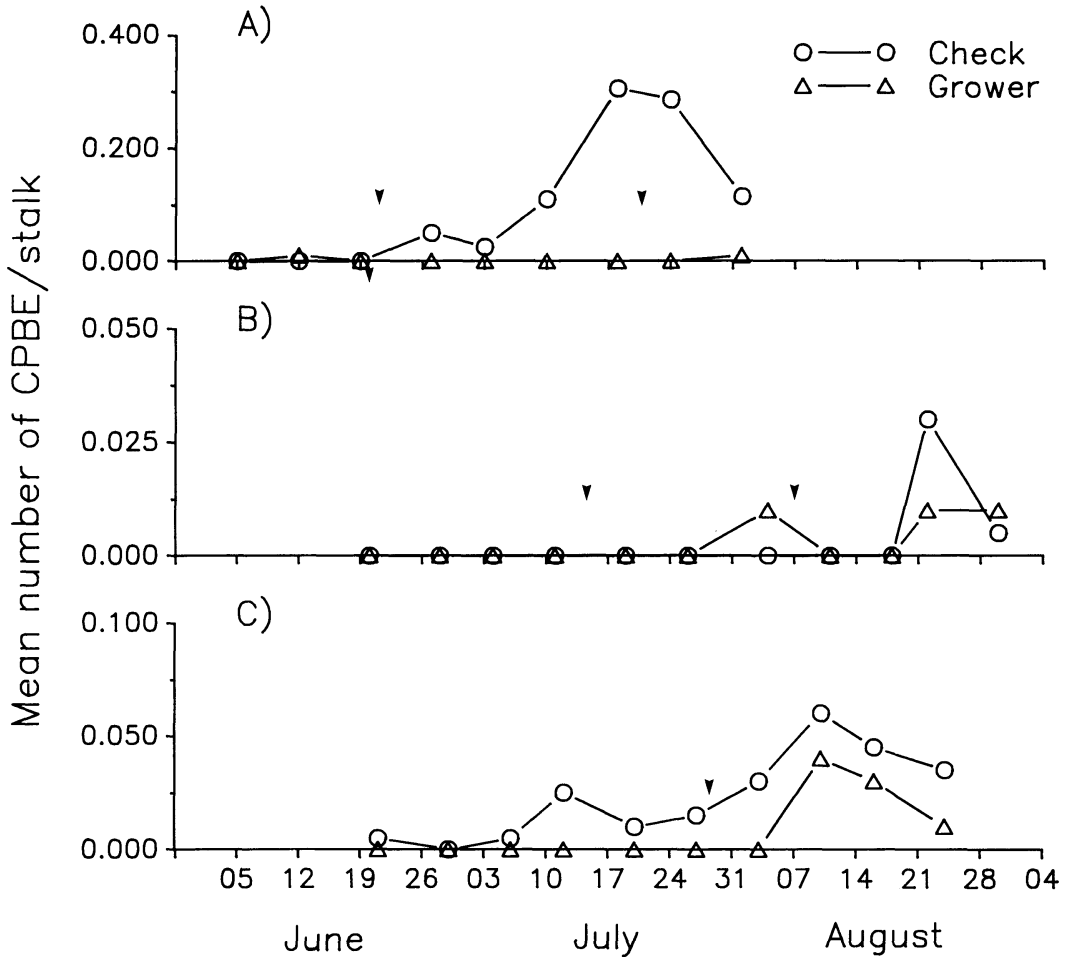 A)
0.400
0.200
0.000
Check
Grower
Mean number of CPBE/stalk
B)
0.050
0.025
0.000
C)
0.100
0.050
0.000
05 12 19 26 03 10 17 24 31 07 14 21 28 04
June July August